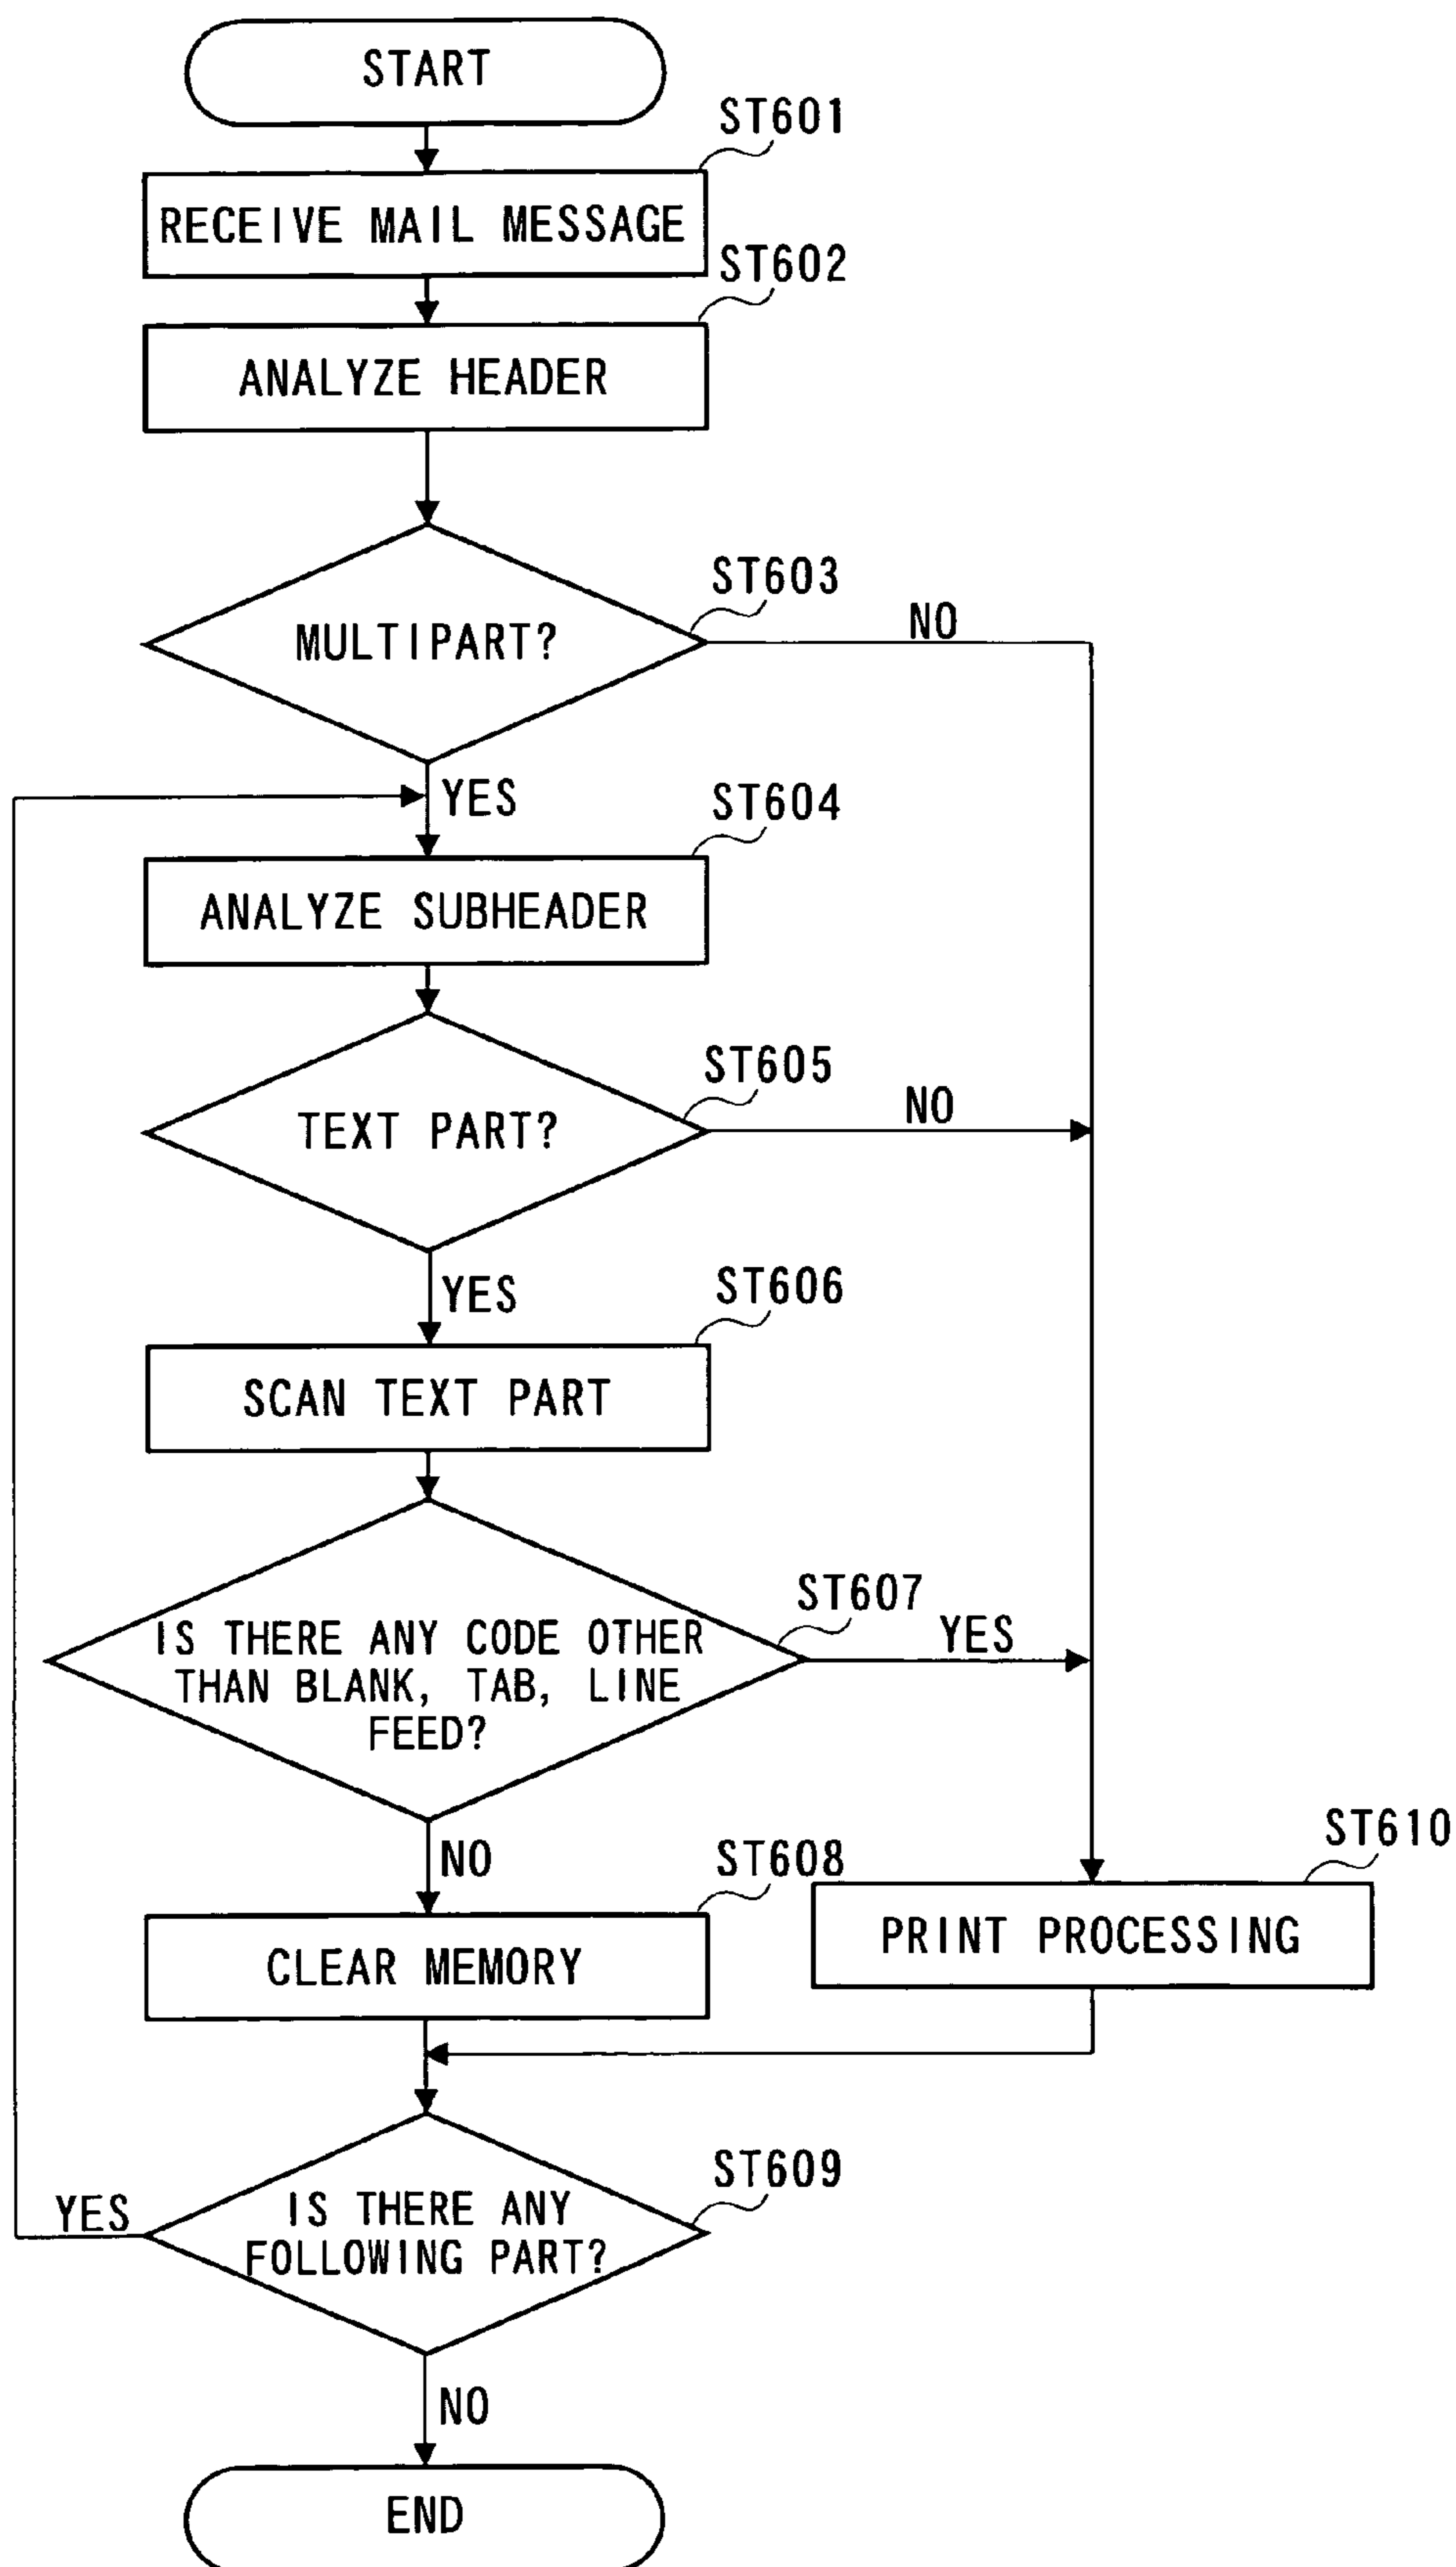 START
ST601
RECEIVE MAIL MESSAGE
ST602
ANALYZE HEADER
ST603
MULTIPART?
NO
YES
ST604
ANALYZE SUBHEADER
ST605
TEXT PART?
NO
YES
ST606
SCAN TEXT PART
ST607
IS THERE ANY CODE OTHER
THAN BLANK, TAB, LINE
FEED?
YES
NO
ST608
CLEAR MEMORY
ST610
PRINT PROCESSING
ST609
IS THERE ANY
FOLLOWING PART?
YES
NO
END